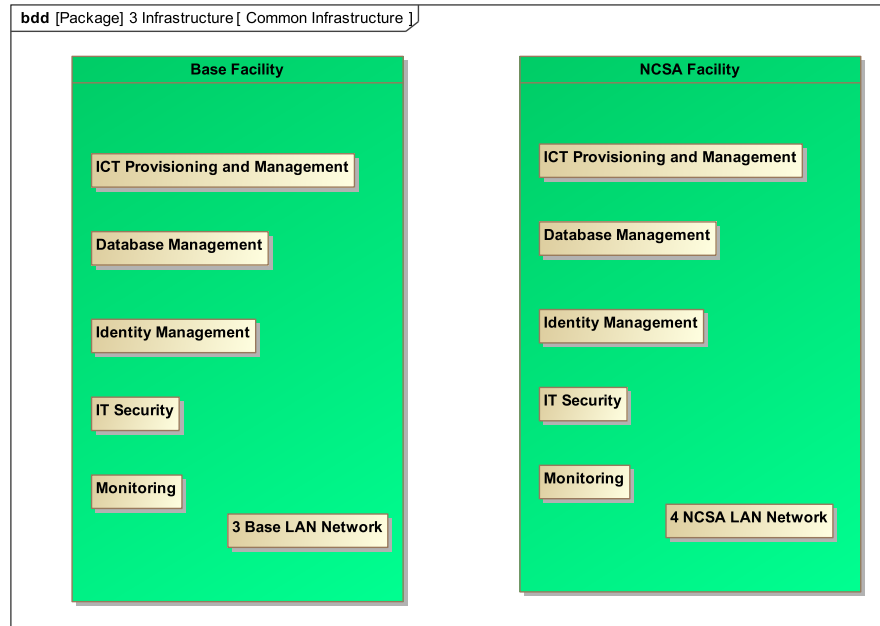 bdd [Package] 3 Infrastructure [ Common Infrastructure ]
Base Facility
ICT Provisioning and Management
Database Management
Identity Management
IT Security
Monitoring
3 Base LAN Network
NCSA Facility
ICT Provisioning and Management
Database Management
Identity Management
IT Security
Monitoring
4 NCSA LAN Network